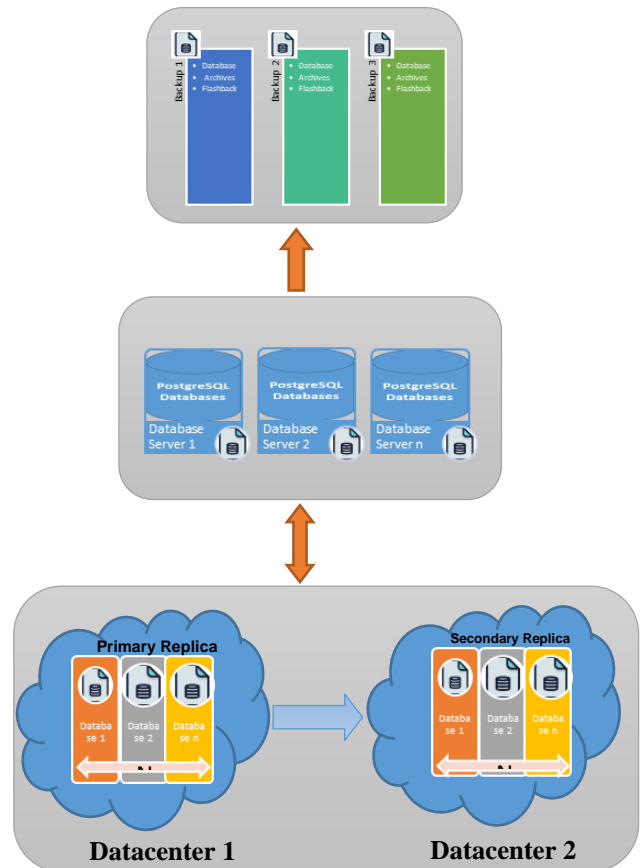 Backup 1
• Database
• Archives
• Flashback
Backup 2
• Database
• Archives
• Flashback
Backup 3
• Database
• Archives
• Flashback
PostgreSQL
Databases
Database
Server 1
PostgreSQL
Databases
Database
Server 2
PostgreSQL
Databases
Database
Server n
Primary Replica
Databa
se 1
Databa
se 2
Databa
se n
Datacenter 1
Secondary Replica
Databa
se 1
Databa
se 2
Databa
se n
Datacenter 2